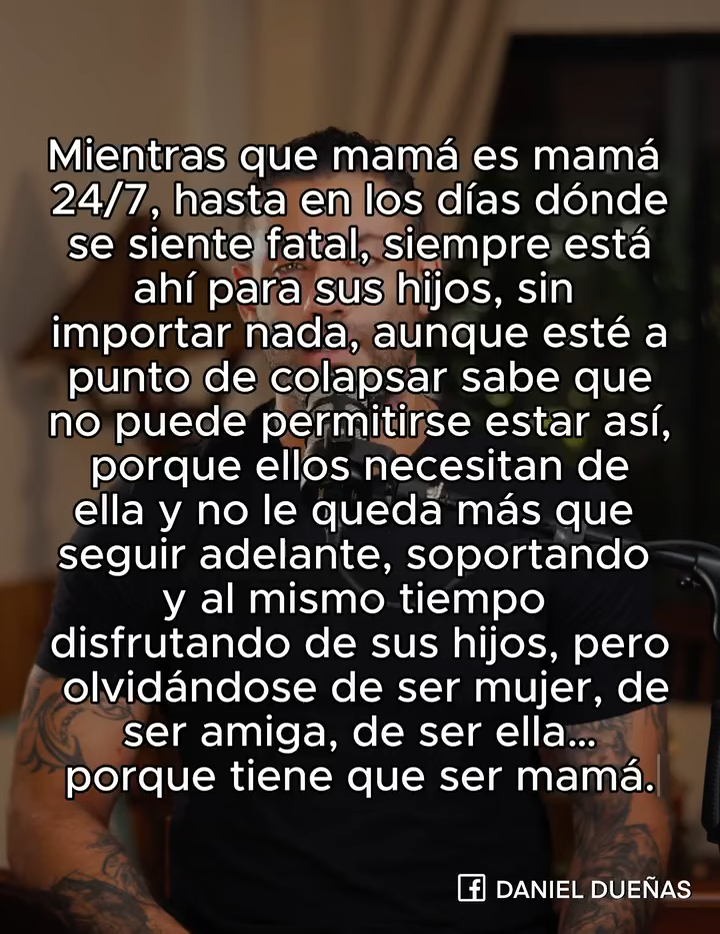 Mientras que mamá es mamá
24/7, hasta en los días dónde
se siente fatal, siempre está
ahí para sus hijos, sin
importar nada, aunque esté a
punto de colapsar sabe que
no puede permitirse estar así,
porque ellos necesitan de
ella y no le queda más que
seguir adelante, soportando
y al mismo tiempo
disfrutando de sus hijos, pero
olvidándose de ser mujer, de
ser amiga, de ser ella...
porque tiene que ser mamá.
DANIEL DUEÑAS